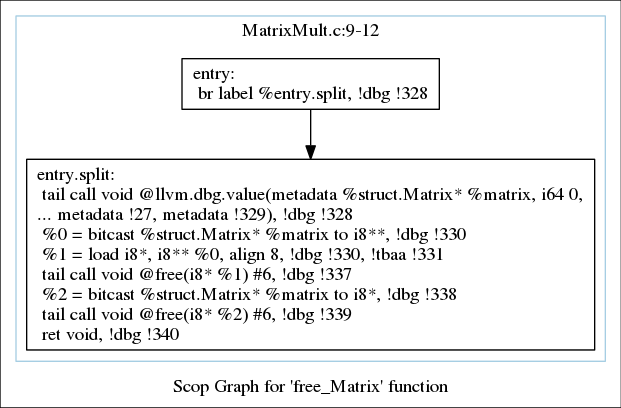 MatrixMult.c:9-12
entry:
br label %entry.split, !dbg !328
entry.split:
tail call void @llvm.dbg.value(metadata %struct.Matrix* %matrix, i64 0,
... metadata !27, metadata !329), !dbg !328
%0 = bitcast %struct.Matrix* %matrix to i8**, !dbg !330
%1 = load i8*, i8** %0, align 8, !dbg !330, !tbaa !331
tail call void @free(i8* %1) #6, !dbg !337
%2 = bitcast %struct.Matrix* %matrix to i8*, !dbg !338
tail call void @free(i8* %2) #6, !dbg !339
ret void, !dbg !340
Scop Graph for 'free_Matrix' function